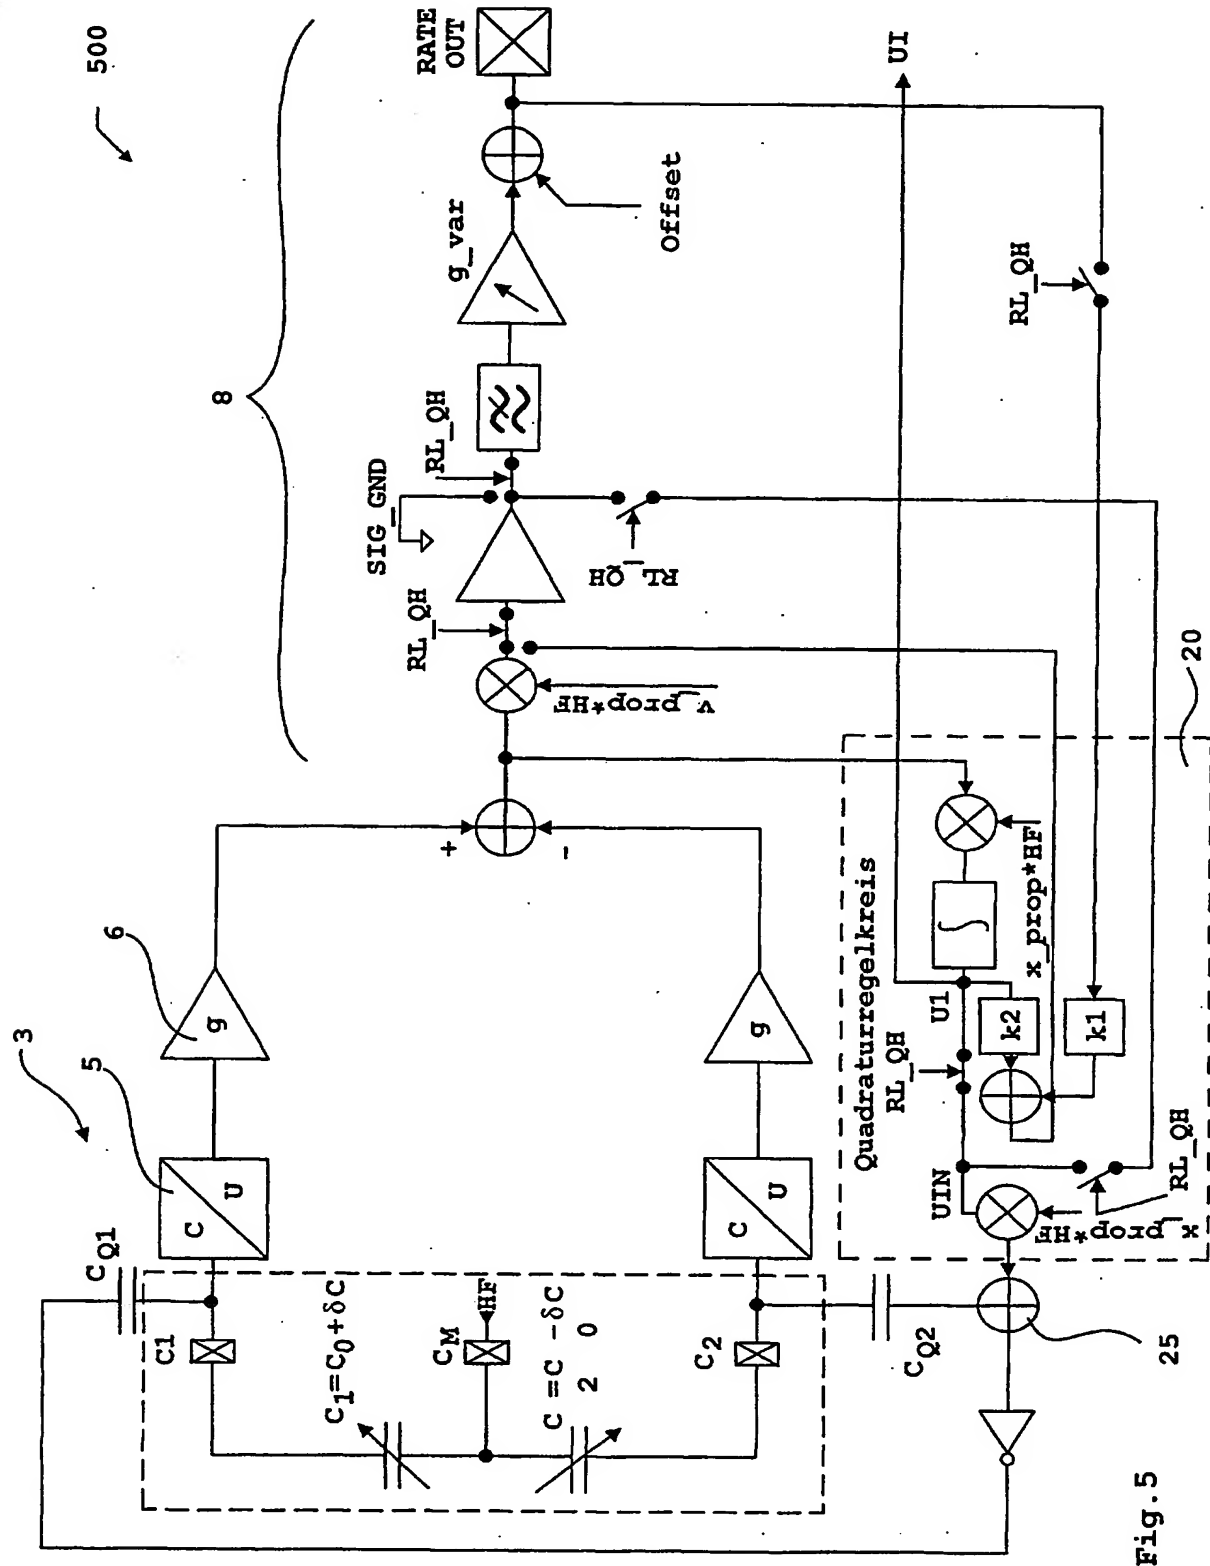 500
8
3
5
6
C_Q1
C1
C_1=C_0+δC
C_M
HF
C =C -δC
2 0
C_2
C_Q2
C
U
g
C
U
g
+
-
v_prop*HF
RL_QH
SIG_GND
RL_QH
RL_QH
g_var
Offset
RATE
OUT
UI
RL_QH
Quadraturregelkreis
20
x_prop*HF
U1
k2
k1
RL_QH
UIN
RL_QH
x_prop*HF
25
Fig.5